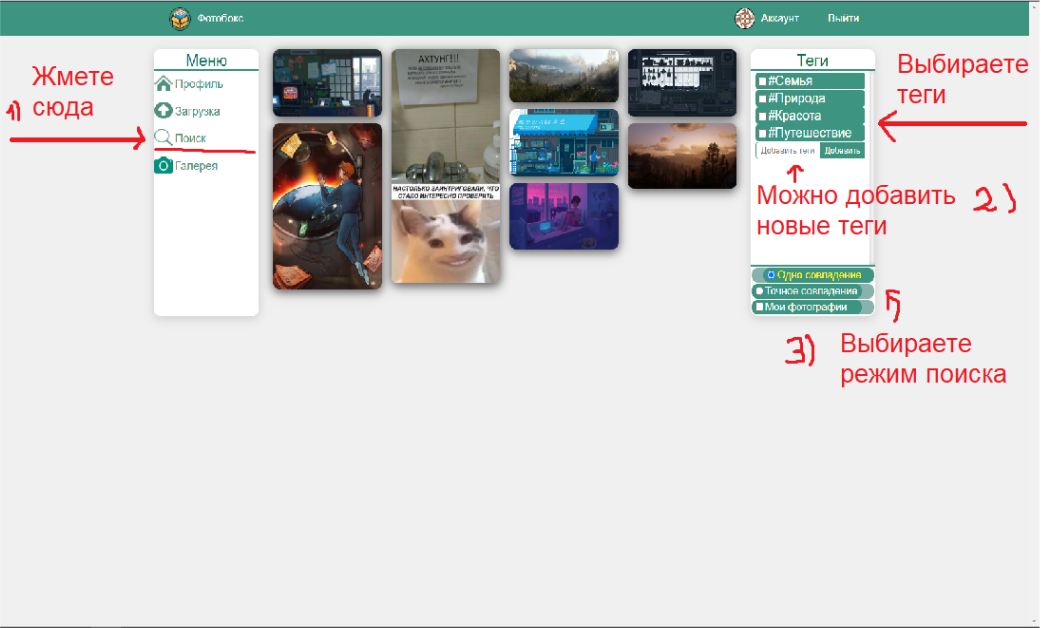 Фотобокс
Аккаунт
Выйти
1)
Жмете
сюда
Меню
Профиль
Загрузка
Поиск
Галерея
АХТУНГ!!!
НАСТОЛЬКО ЗАИНТРИГОВАЛИ, ЧТО
СТАЛО ИНТЕРЕСНО ПРОВЕРИТЬ
Теги
#Семья
#Природа
#Красота
#Путешествие
Добавить теги
Добавить
Выбираете
теги
Можно добавить
новые теги
2)
Одно совпадение
Точное совпадение
Мои фотографии
3)
Выбираете
режим поиска